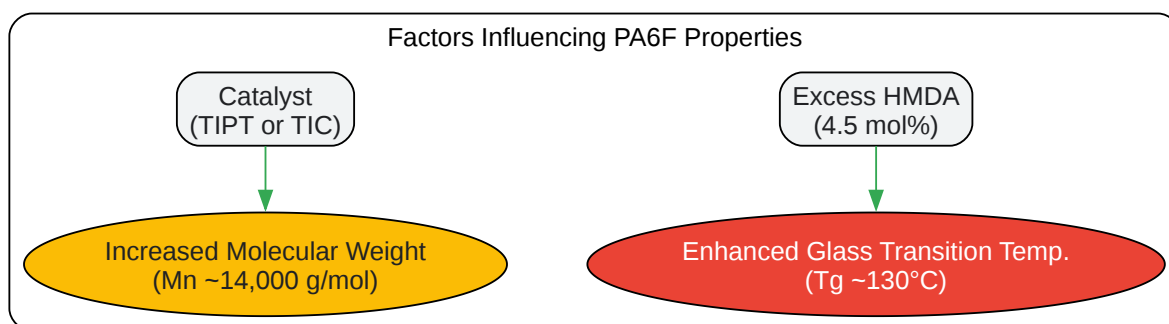 Factors Influencing PA6F Properties
Catalyst
(TIPT or TIC)
Excess HMDA
(4.5 mol%)
Increased Molecular Weight
(Mn ~14,000 g/mol)
Enhanced Glass Transition Temp.
(Tg ~130°C)